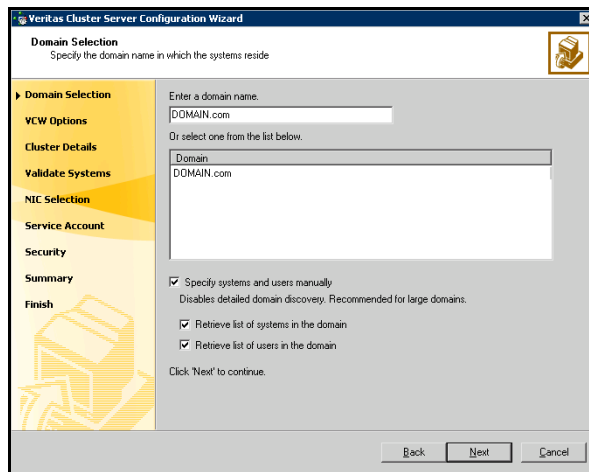 Veritas Cluster Server Configuration Wizard
Domain Selection
Specify the domain name in which the systems reside
Domain Selection
VCW Options
Cluster Details
Validate Systems
NIC Selection
Service Account
Security
Summary
Finish
Enter a domain name.
DOMAIN.com
Or select one from the list below.
Domain
DOMAIN.com
Specify systems and users manually
Disables detailed domain discovery. Recommended for large domains.
Retrieve list of systems in the domain
Retrieve list of users in the domain
Click 'Next' to continue.
Back Next Cancel